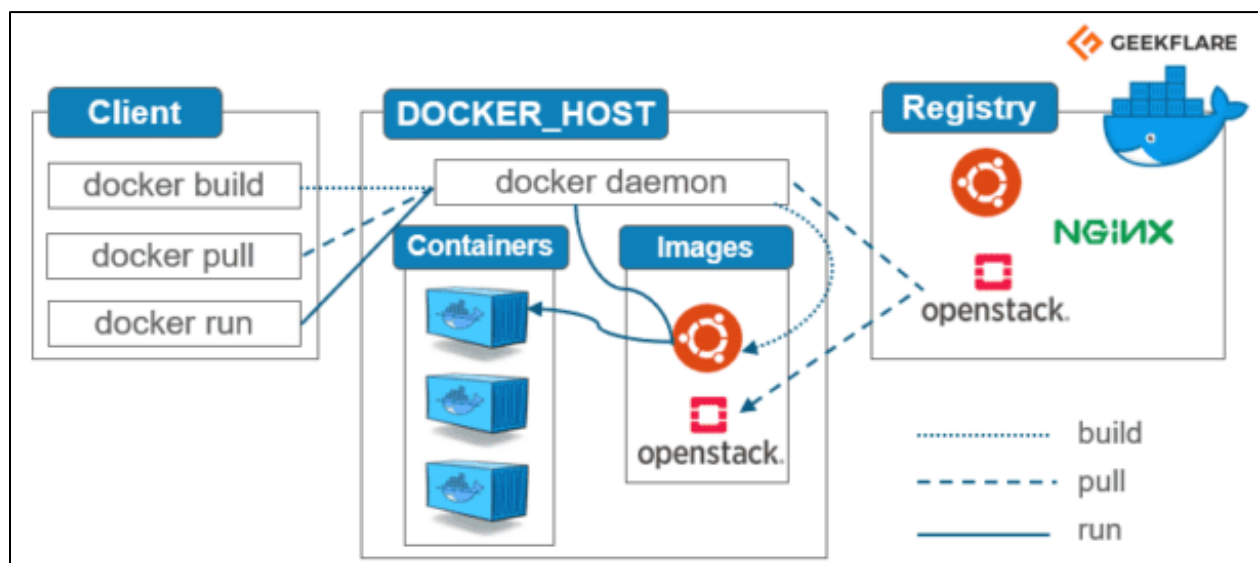 GEEKFLARE
Client
docker build
docker pull
docker run
DOCKER_HOST
docker daemon
Containers
Images
openstack.
Registry
NGiNX
openstack.
build
pull
run